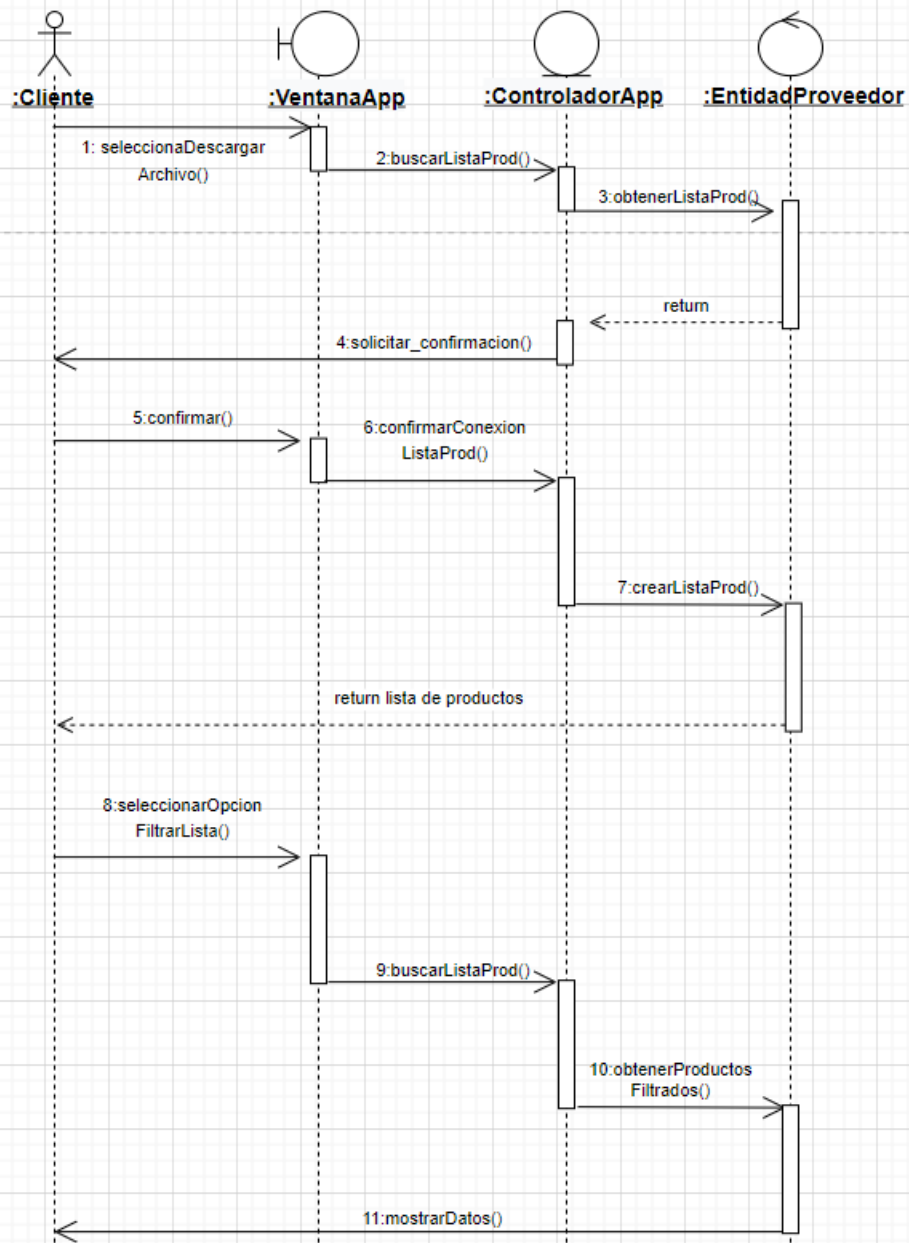 :Cliente
:VentanaApp
:ControladorApp
:EntidadProveedor
1: seleccionaDescargar
Archivo()
2:buscarListaProd()
3:obtenerListaProd()
return
4:solicitar_confirmacion()
5:confirmar()
6:confirmarConexion
ListaProd()
7:crearListaProd()
return lista de productos
8:seleccionarOpcion
FiltrarLista()
9:buscarListaProd()
10:obtenerProductos
Filtrados()
11:mostrarDatos()